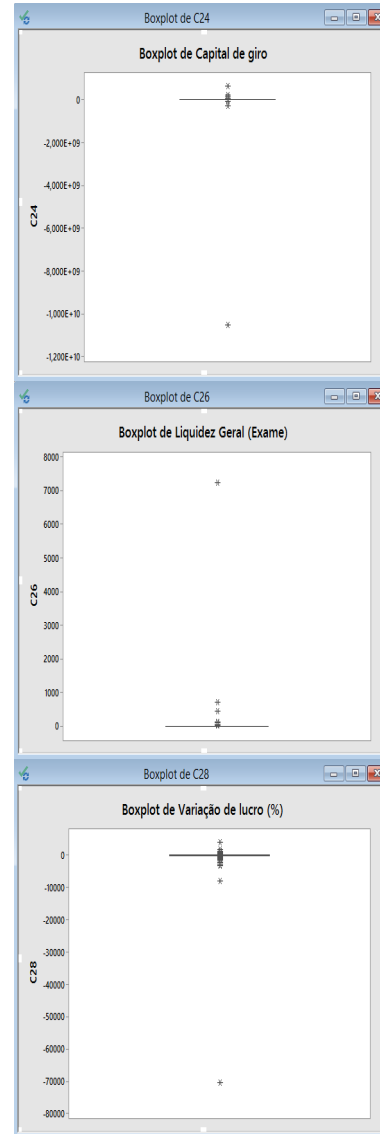 Boxplot de C24
Boxplot de Capital de giro
0
-2,000E+09
-4,000E+09
-6,000E+09
-8,000E+09
-1,000E+10
-1,200E+10
C24
Boxplot de C26
Boxplot de Liquidez Geral (Exame)
8000
7000
6000
5000
4000
3000
2000
1000
0
C26
Boxplot de C28
Boxplot de Variação de lucro (%)
0
-10000
-20000
-30000
-40000
-50000
-60000
-70000
-80000
C28